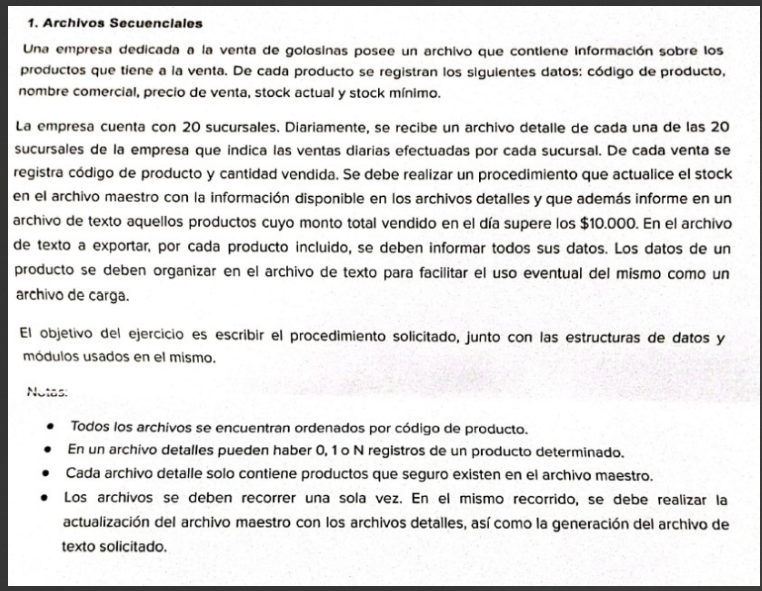 1. Archivos Secuenciales
Una empresa dedicada a la venta de golosinas posee un archivo que contiene información sobre los
productos que tiene a la venta. De cada producto se registran los siguientes datos: código de producto,
nombre comercial, precio de venta, stock actual y stock mínimo.
La empresa cuenta con 20 sucursales. Diariamente, se recibe un archivo detalle de cada una de las 20
sucursales de la empresa que indica las ventas diarias efectuadas por cada sucursal. De cada venta se
registra código de producto y cantidad vendida. Se debe realizar un procedimiento que actualice el stock
en el archivo maestro con la información disponible en los archivos detalles y que además informe en un
archivo de texto aquellos productos cuyo monto total vendido en el día supere los $10.000. En el archivo
de texto a exportar, por cada producto incluido, se deben informar todos sus datos. Los datos de un
producto se deben organizar en el archivo de texto para facilitar el uso eventual del mismo como un
archivo de carga.
El objetivo del ejercicio es escribir el procedimiento solicitado, junto con las estructuras de datos y
módulos usados en el mismo.
Notas:
• Todos los archivos se encuentran ordenados por código de producto.
• En un archivo detalles pueden haber 0, 1 o N registros de un producto determinado.
• Cada archivo detalle solo contiene productos que seguro existen en el archivo maestro.
• Los archivos se deben recorrer una sola vez. En el mismo recorrido, se debe realizar la
actualización del archivo maestro con los archivos detalles, así como la generación del archivo de
texto solicitado.